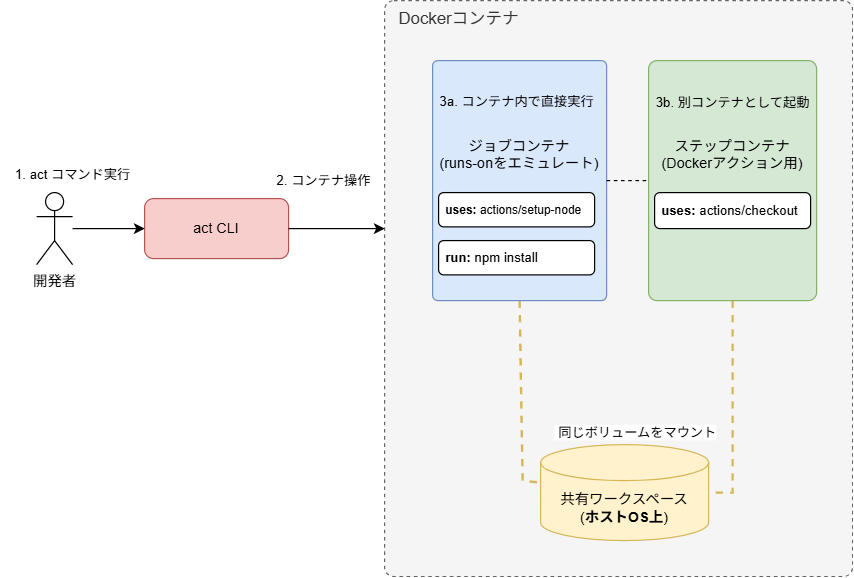 Dockerコンテナ
1. act コマンド実行
開発者
act CLI
2. コンテナ操作
3a. コンテナ内で直接実行
ジョブコンテナ
(runs-onをエミュレート)
uses: actions/setup-node
run: npm install
3b. 別コンテナとして起動
ステップコンテナ
(Dockerアクション用)
uses: actions/checkout
同じボリュームをマウント
共有ワークスペース
(ホストOS上)